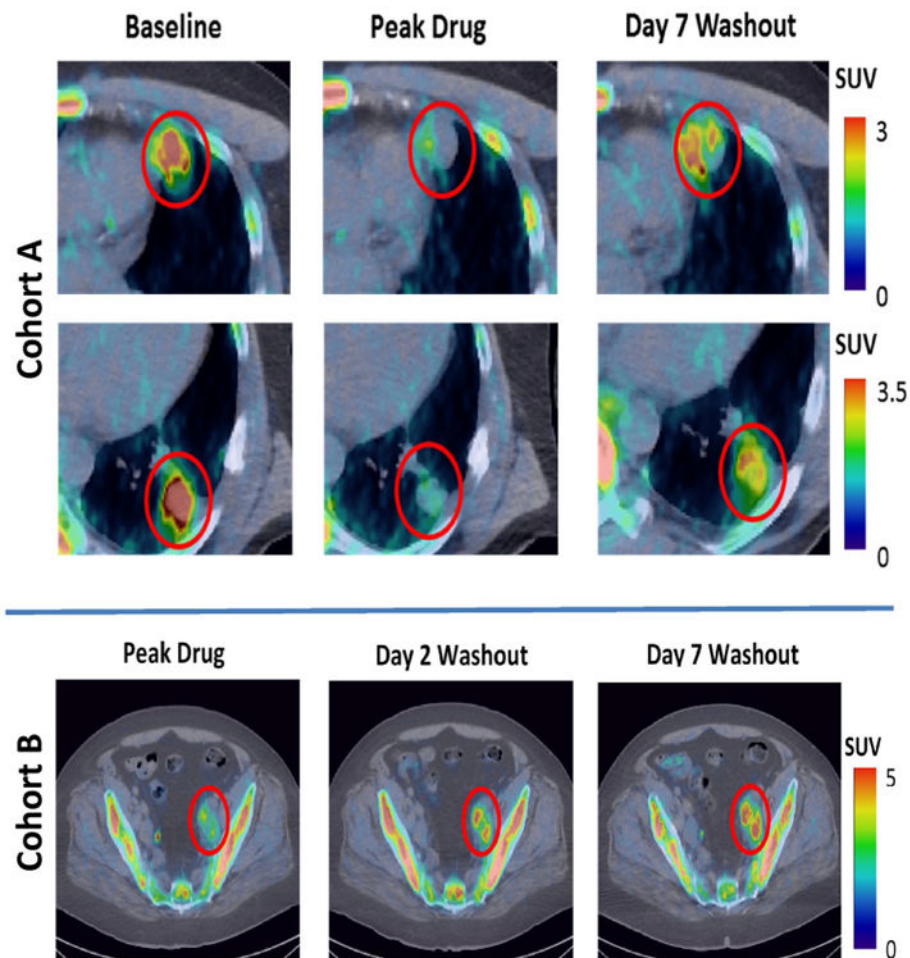 Baseline Peak Drug Day 7 Washout
SUV
3
0
Cohort A
SUV
3.5
0
Peak Drug Day 2 Washout Day 7 Washout
SUV
5
0
Cohort B